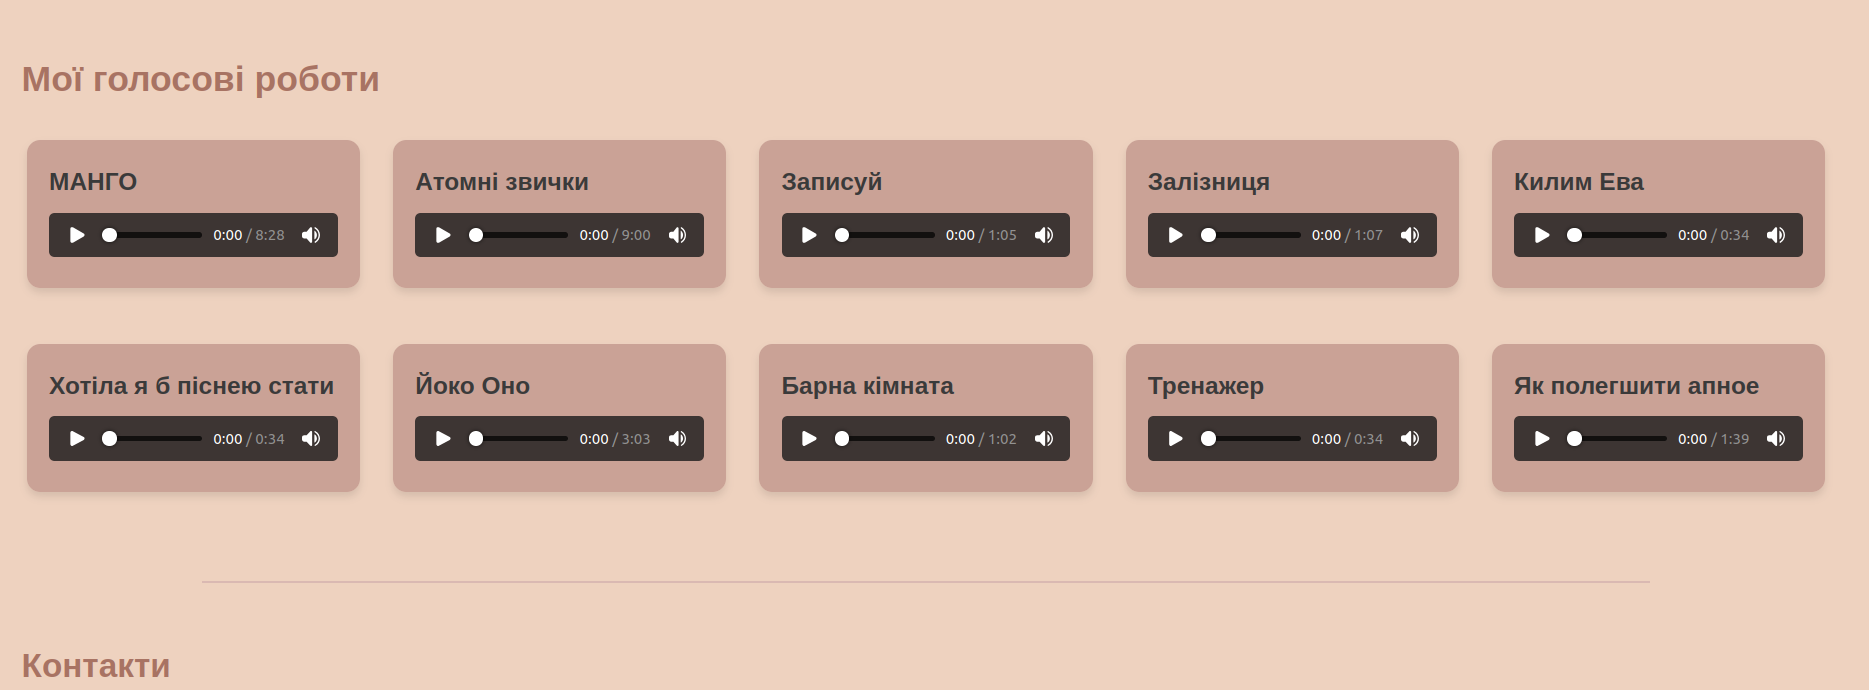 Мої голосові роботи
МАНГО
0:00 / 8:28
Атомні звички
0:00 / 9:00
Записуй
0:00 / 1:05
Залізниця
0:00 / 1:07
Килим Ева
0:00 / 0:34
Хотіла я б піснею стати
0:00 / 0:34
Йоко Оно
0:00 / 3:03
Барна кімната
0:00 / 1:02
Тренажер
0:00 / 0:34
Як полегшити апное
0:00 / 1:39
Контакти